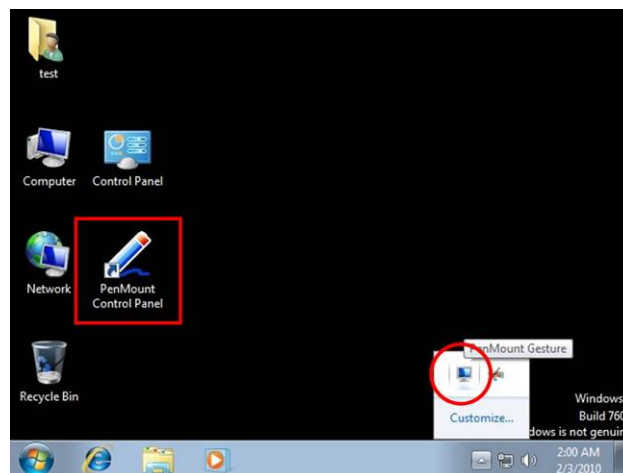 test
Computer
Control Panel
Network
PenMount
Control Panel
PenMount Gesture
Recycle Bin
Customize...
Windows
Build 760
dows is not genuin
2:00 AM
2/3/2010